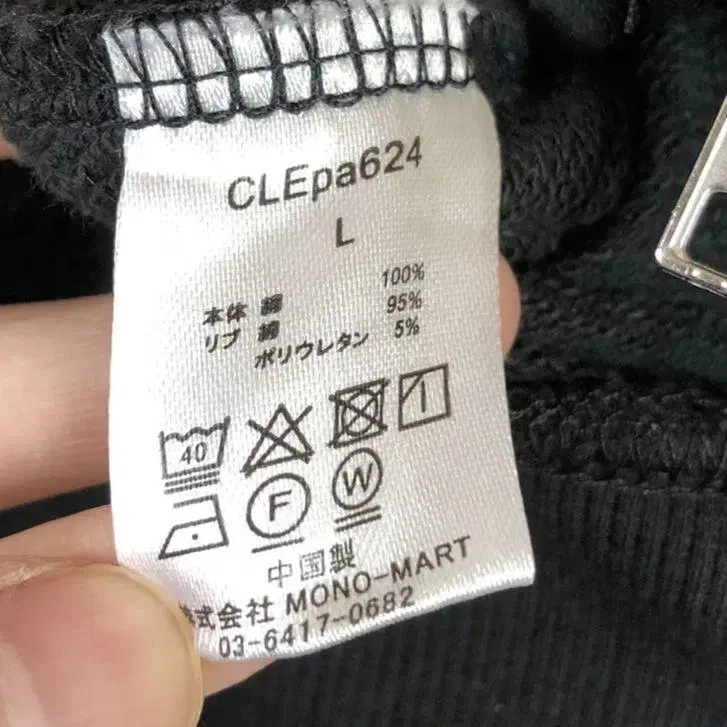 CLEpa624
L
本体 綿 100%
リブ 綿 95%
ポリウレタン 5%
40
F W
中国製
株式会社 MONO-MART
03-6417-0682